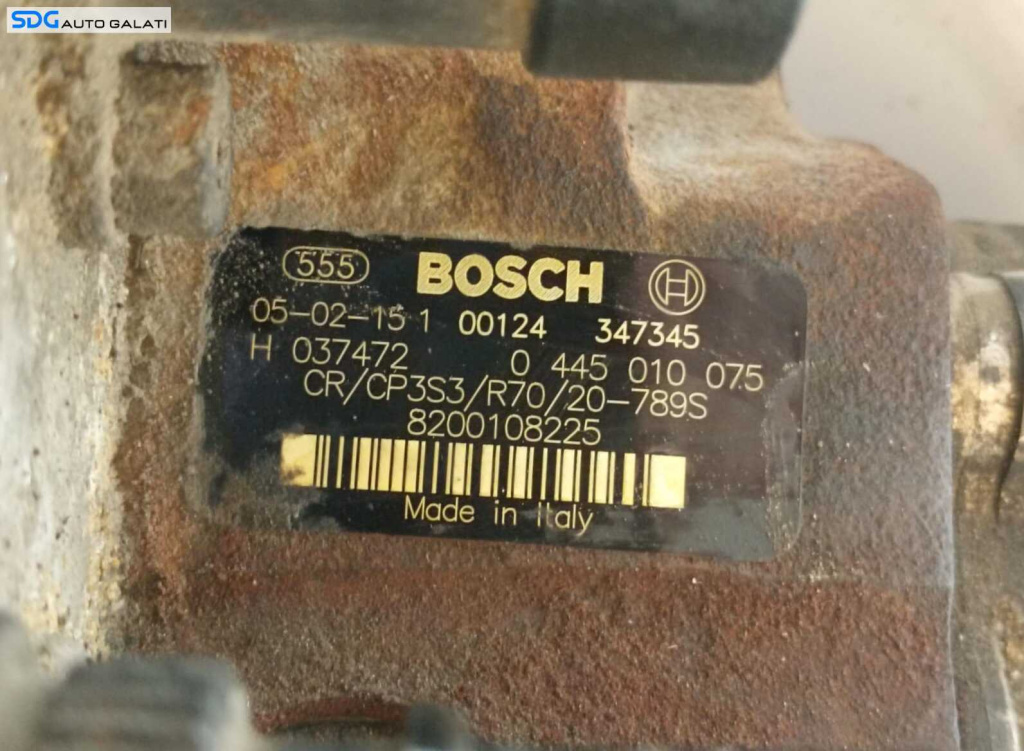 SDG AUTO GALATI
555 BOSCH H
05-02-15 1 00124 347345
H 037472 0 445 010 075
CR/CP3S3/R70/20-789S
8200108225
Made in Italy